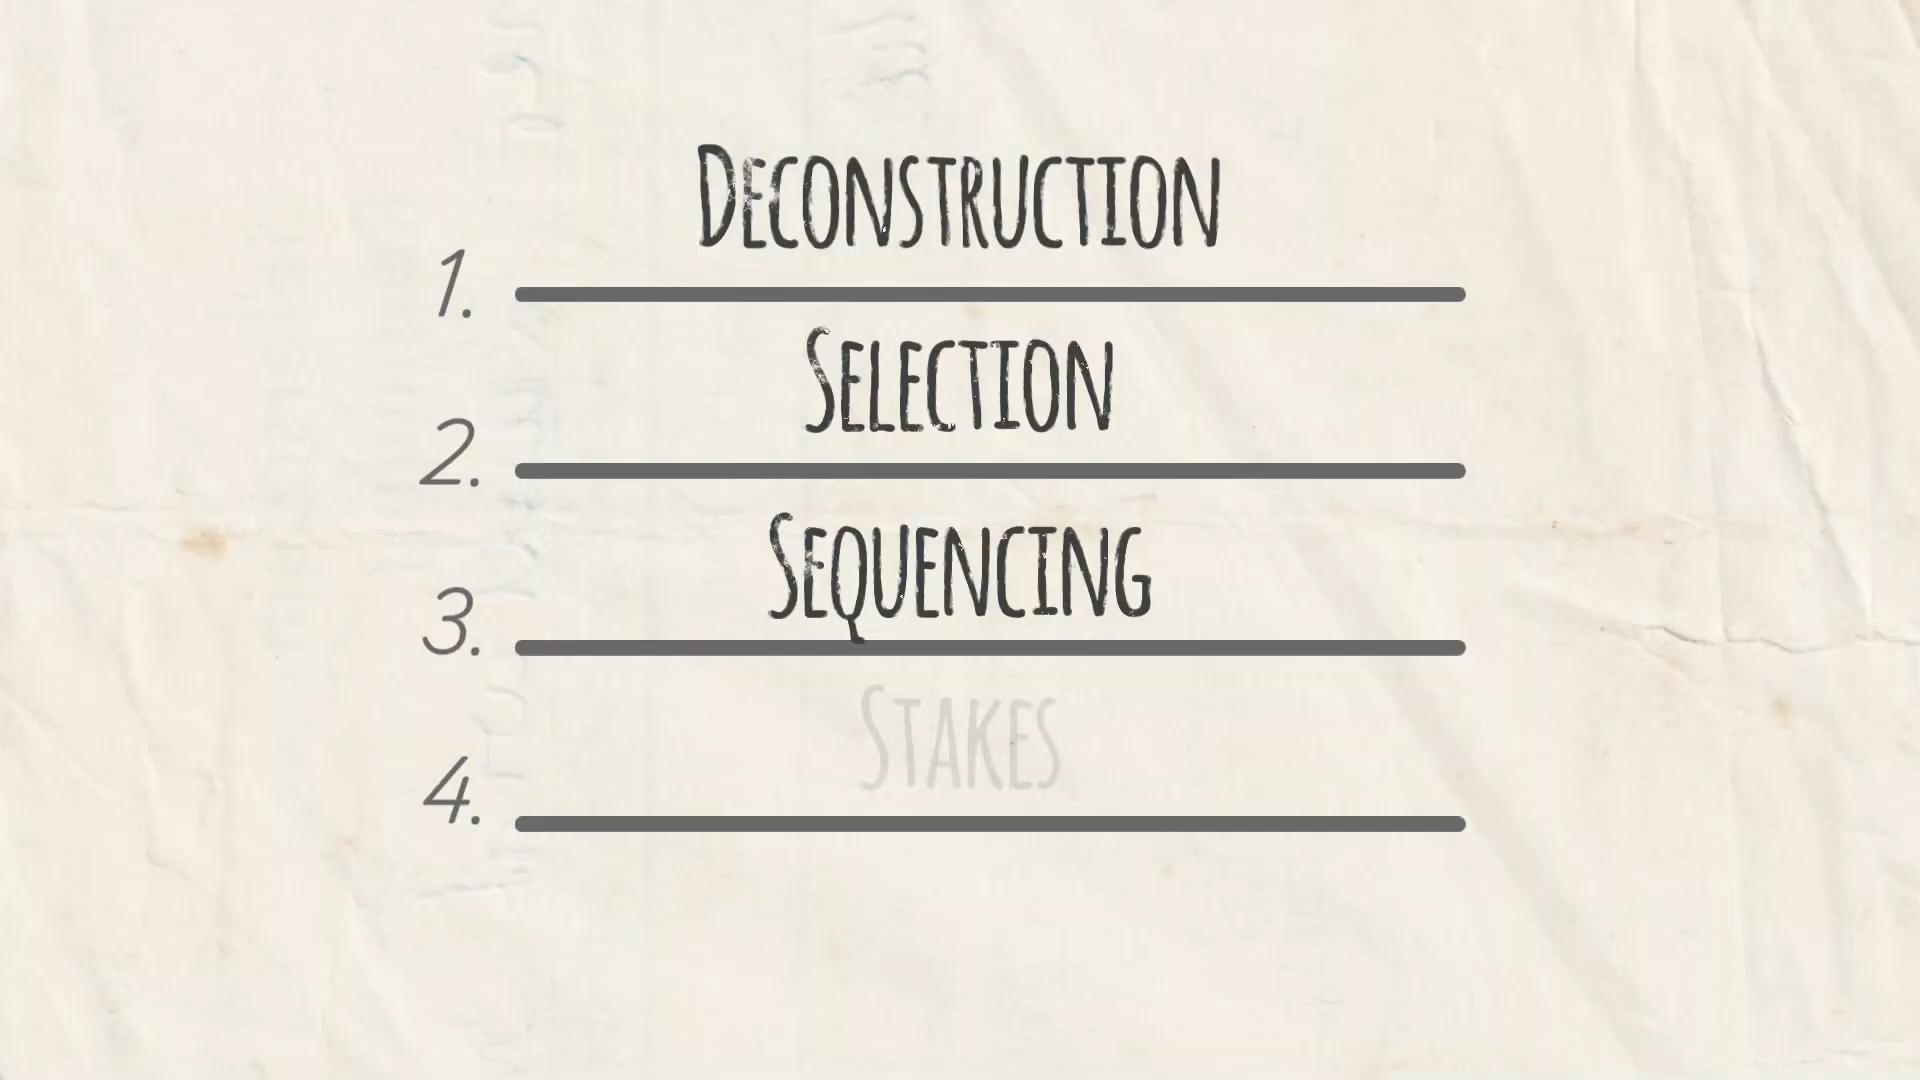 1. Deconstruction
2. Selection
3. Sequencing
4. Stakes